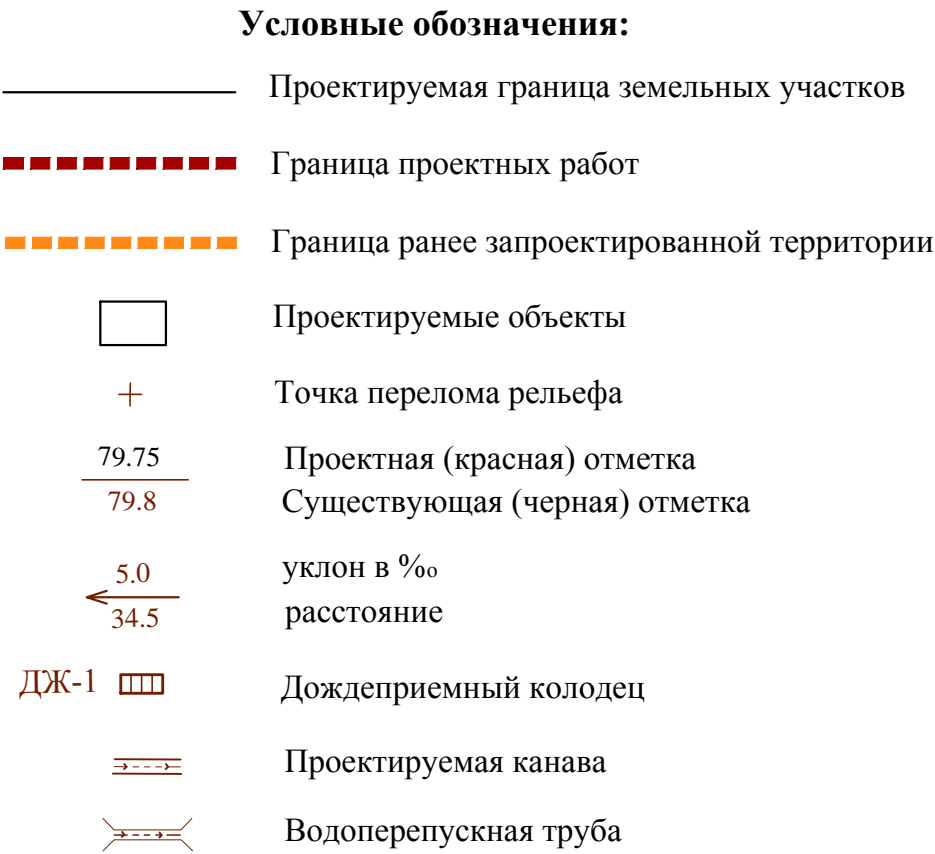 Условные обозначения:
Проектируемая граница земельных участков
Граница проектных работ
Граница ранее запроектированной территории
Проектируемые объекты
Точка перелома рельефа
79.75 Проектная (красная) отметка
79.8 Существующая (черная) отметка
5.0 уклон в ‰
34.5 расстояние
ДЖ-1 Дождеприемный колодец
Проектируемая канава
Водоперепускная труба